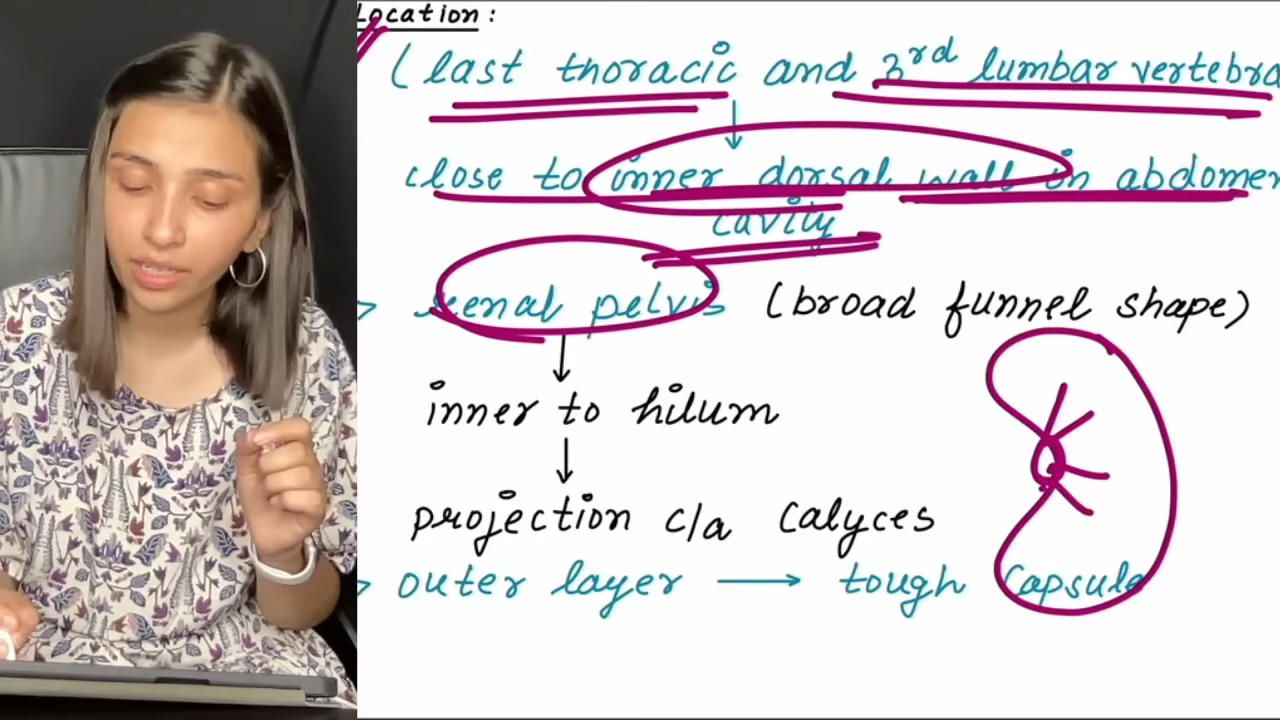 Location :
( last thoracic and 3rd lumbar vertebra
close to inner dorsal wall in abdomen
cavity
> renal pelvis (broad funnel shape)
inner to hilum
projection c/a Calyces
> outer layer → tough Capsule